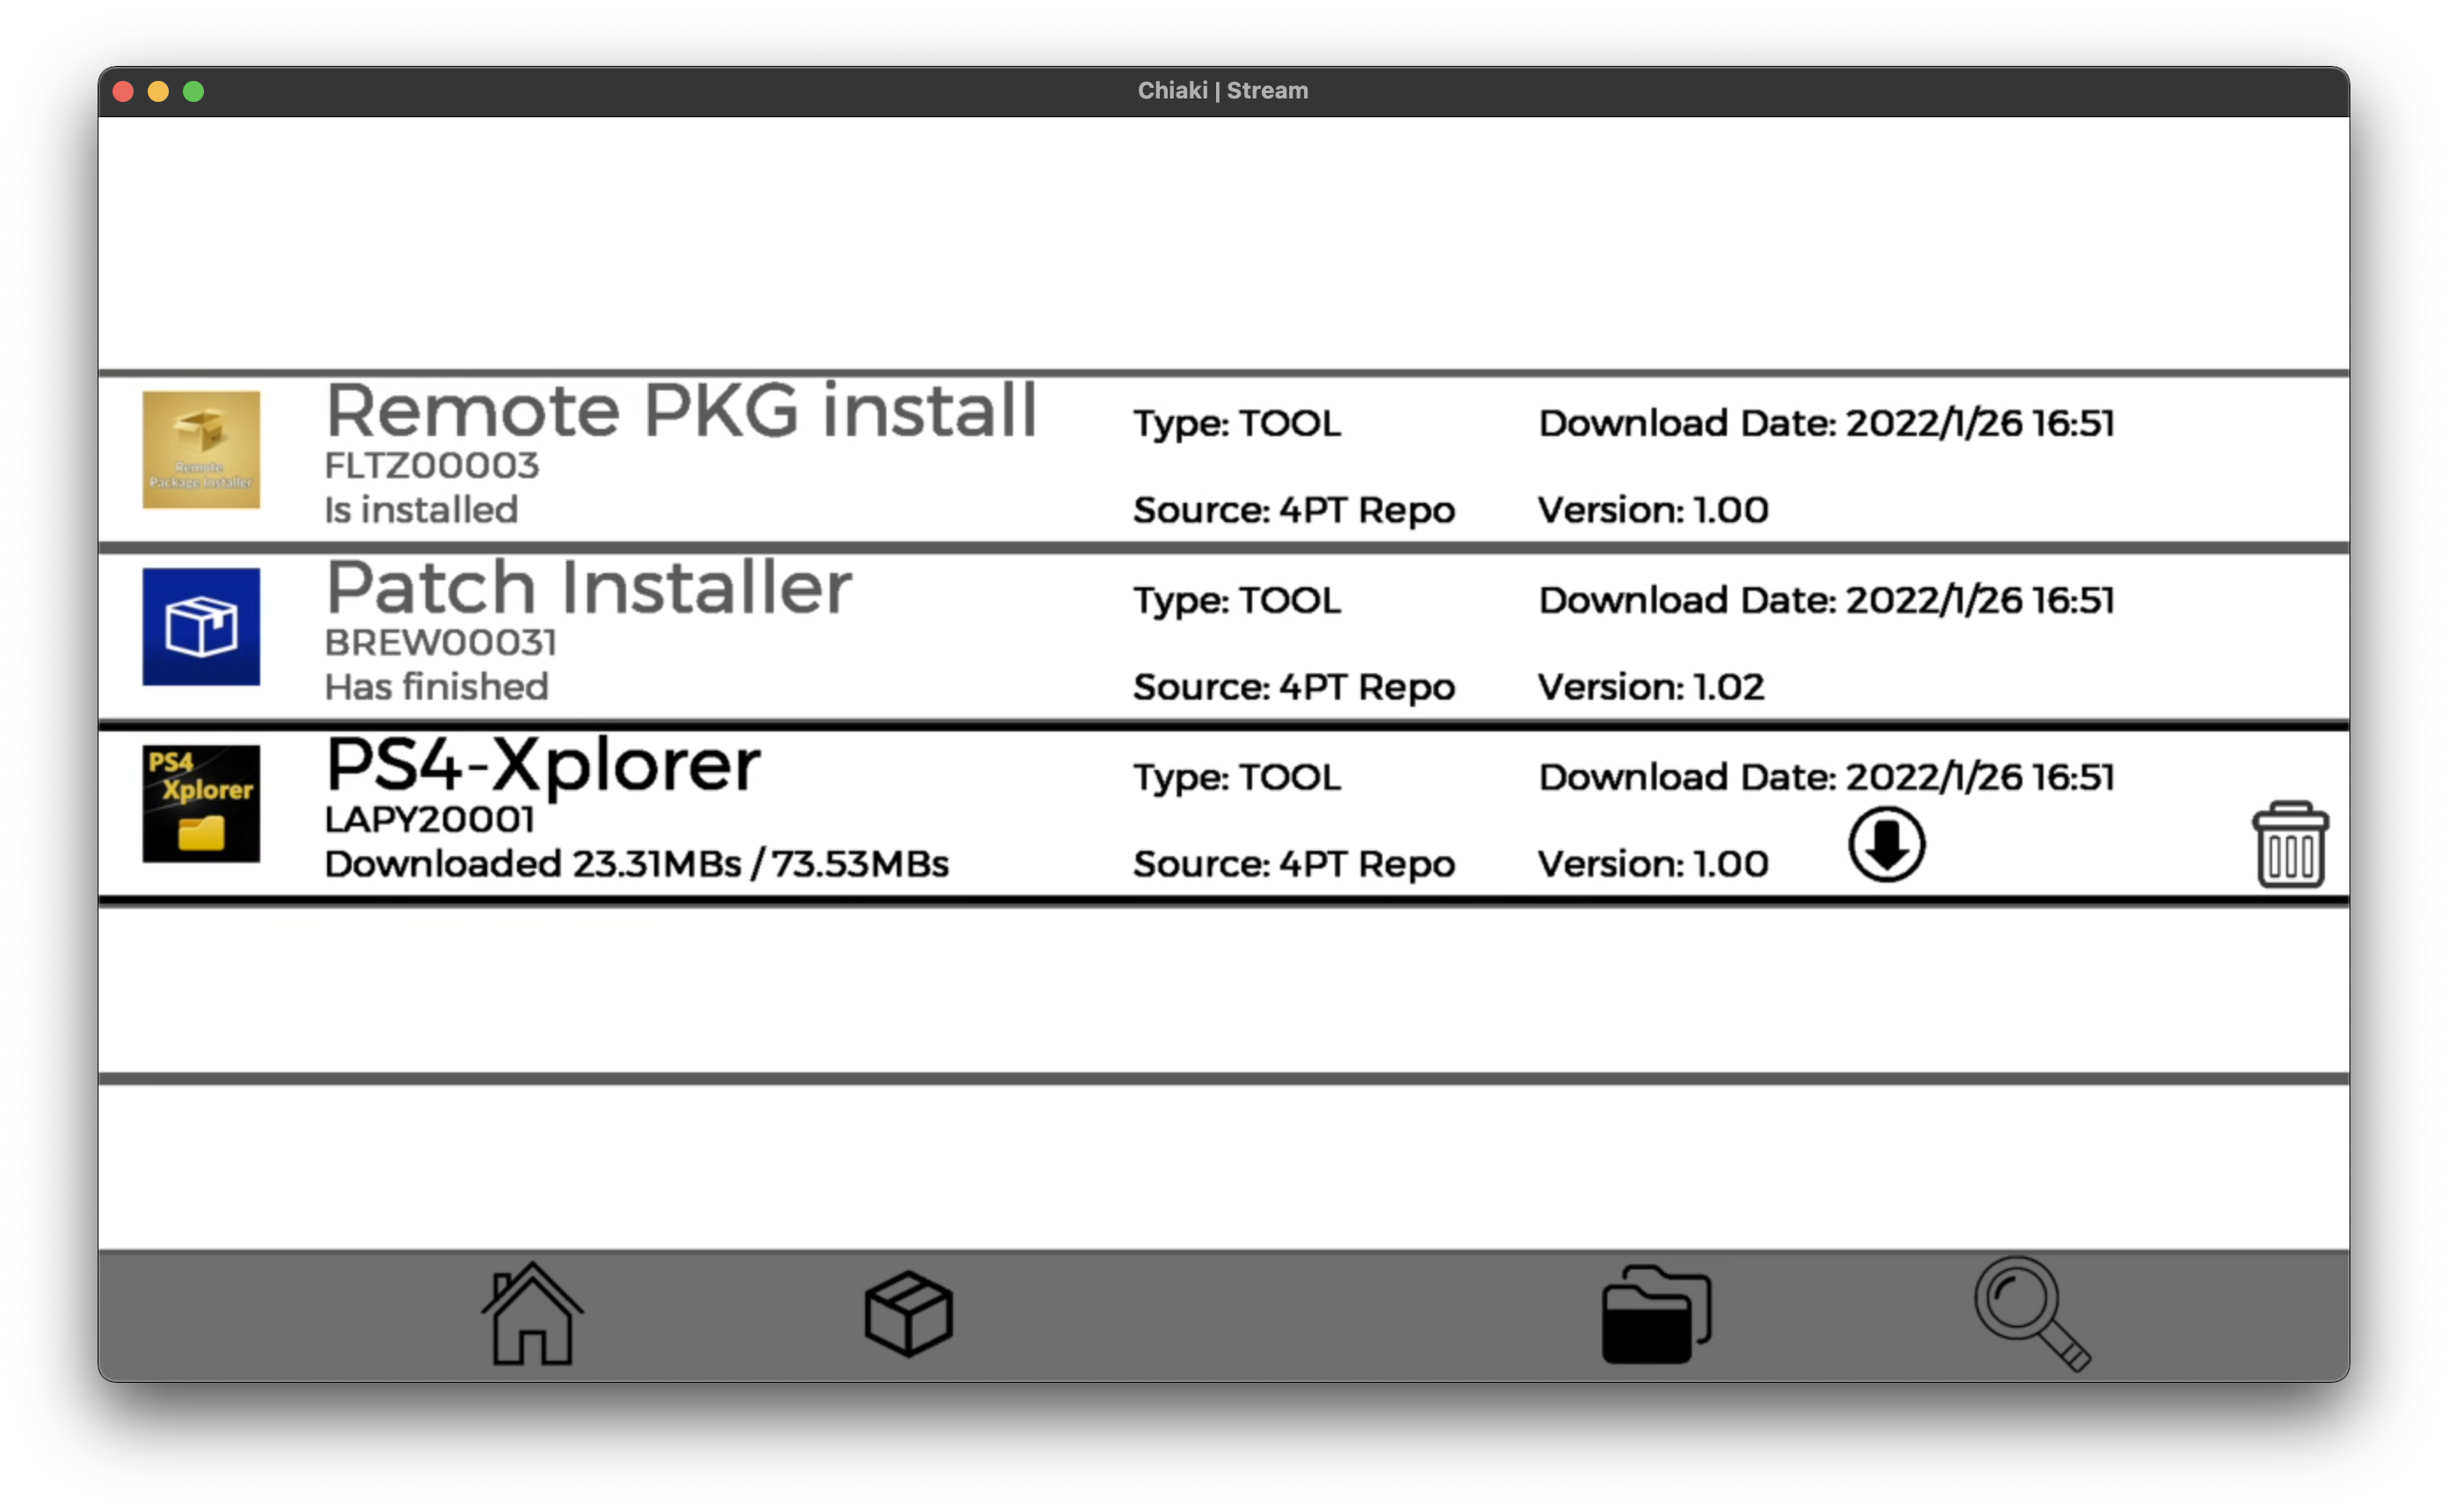 Chiaki | Stream
Remote
Package Installer
Remote PKG install
FLTZ00003
Is installed
Type: TOOL
Source: 4PT Repo
Download Date: 2022/1/26 16:51
Version: 1.00
Patch Installer
BREW00031
Has finished
Type: TOOL
Source: 4PT Repo
Download Date: 2022/1/26 16:51
Version: 1.02
PS4
Xplorer
PS4-Xplorer
LAPY20001
Downloaded 23.31MBs / 73.53MBs
Type: TOOL
Source: 4PT Repo
Download Date: 2022/1/26 16:51
Version: 1.00